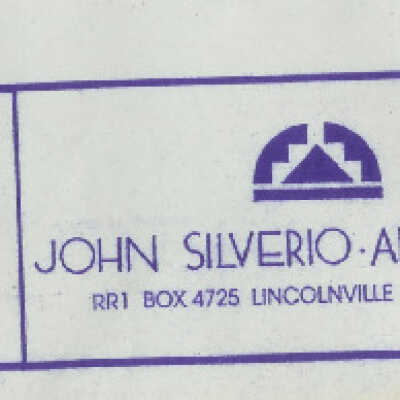 JOHN SILVERIO · A
RR1 BOX 4725 LINCOLNVILLE